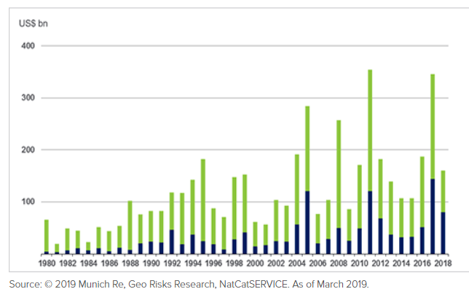 US$ bn
400
300
200
100
1980 1982 1984 1986 1988 1990 1992 1994 1996 1998 2000 2002 2004 2006 2008 2010 2012 2014 2016 2018
Source: © 2019 Munich Re, Geo Risks Research, NatCatSERVICE. As of March 2019.